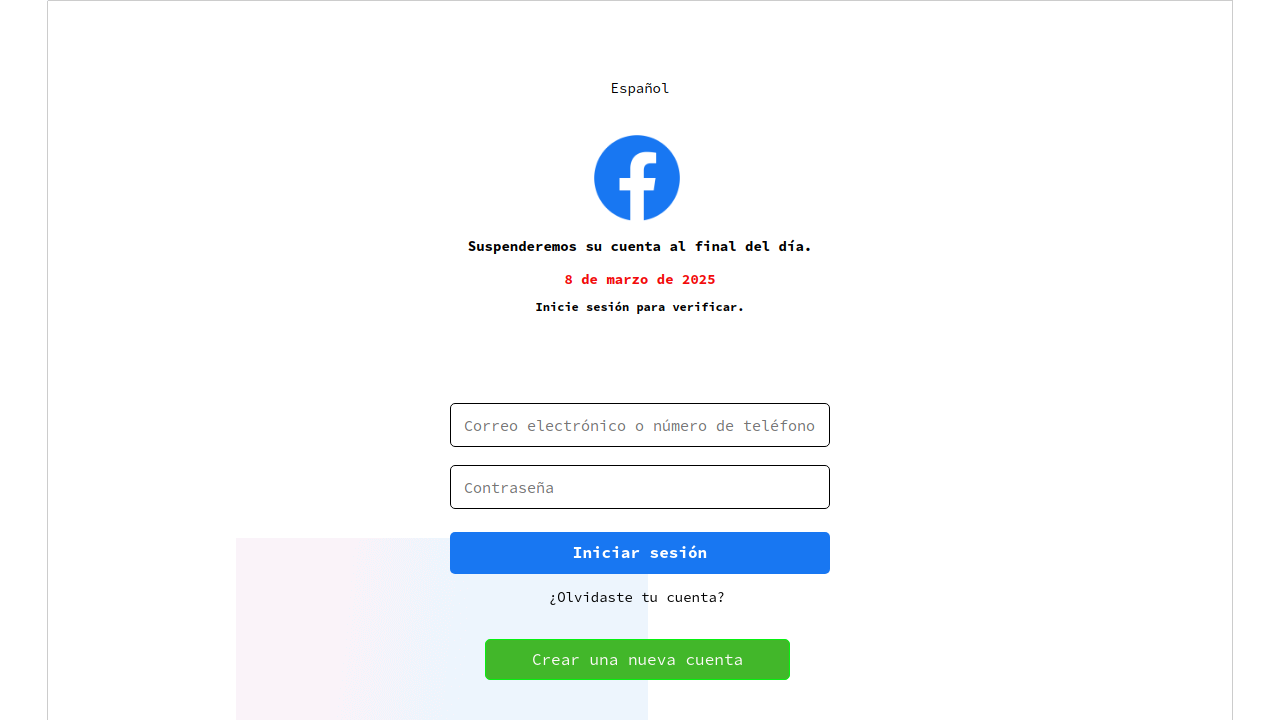 Español
Suspenderemos su cuenta al final del día.
8 de marzo de 2025
Inicie sesión para verificar.
Correo electrónico o número de teléfono
Contraseña
Iniciar sesión
¿Olvidaste tu cuenta?
Crear una nueva cuenta